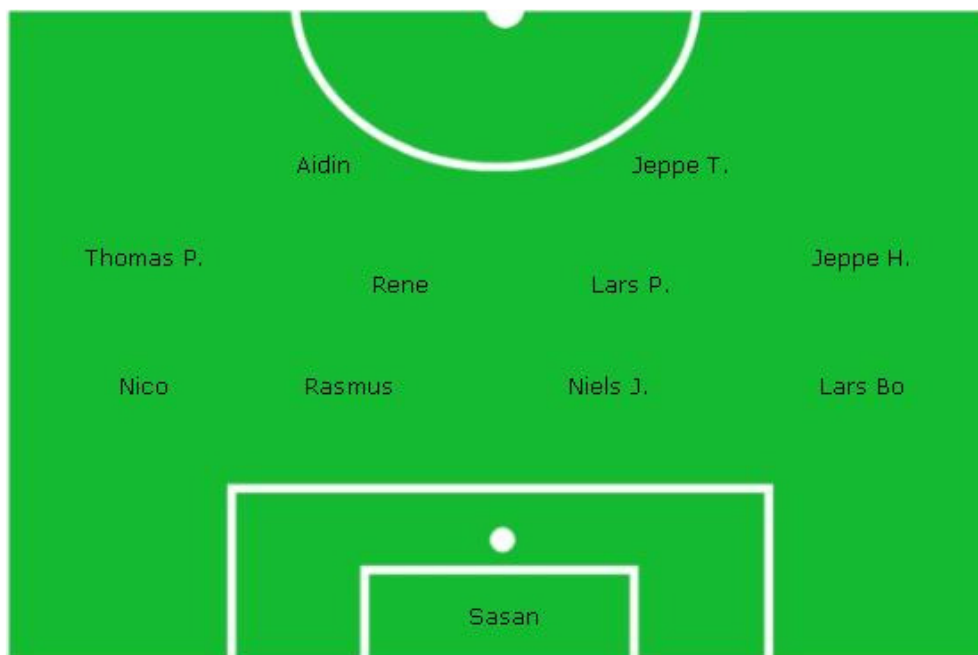 Aidin
Jeppe T.
Thomas P.
Jeppe H.
Rene
Lars P.
Nico
Rasmus
Niels J.
Lars Bo
Sasan